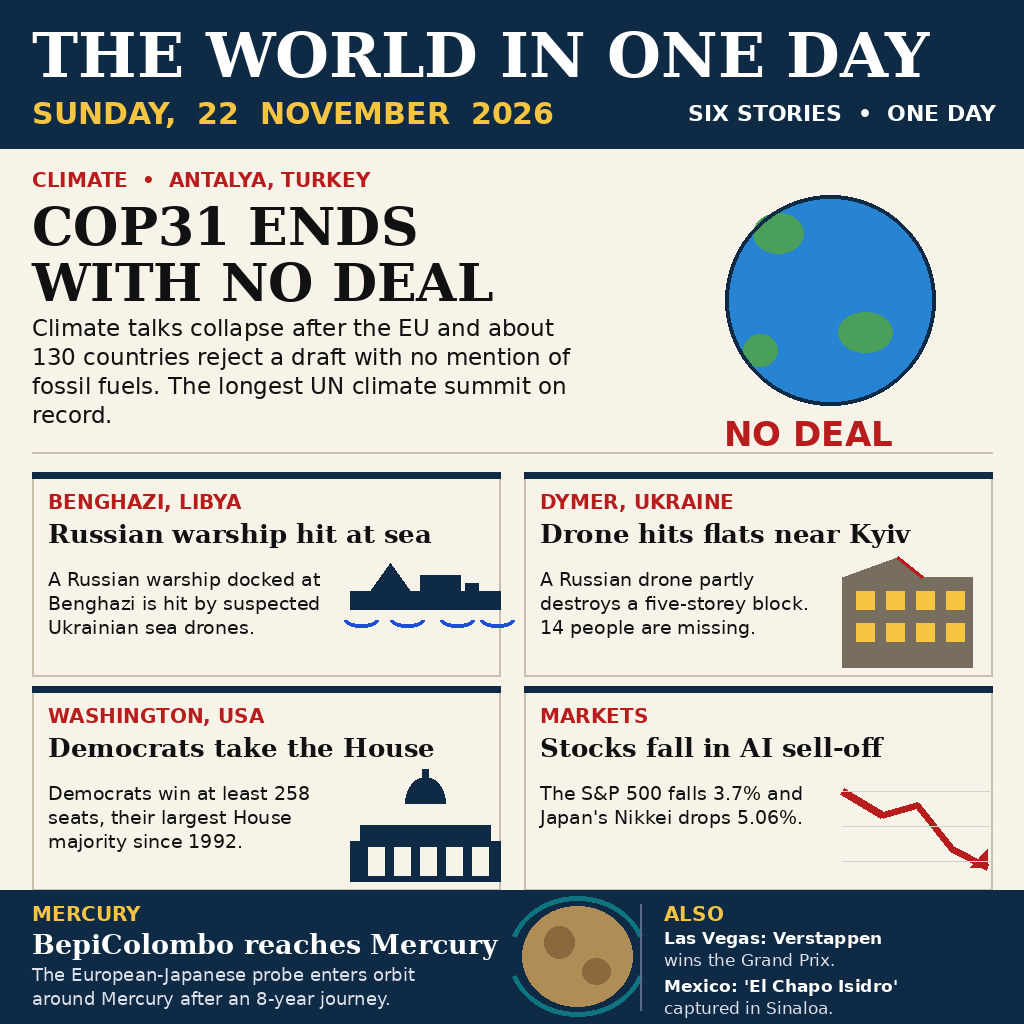 THE WORLD IN ONE DAY
SUNDAY, 22 NOVEMBER 2026
SIX STORIES • ONE DAY
CLIMATE • ANTALYA, TURKEY
COP31 ENDS
WITH NO DEAL
Climate talks collapse after the EU and about
130 countries reject a draft with no mention of
fossil fuels. The longest UN climate summit on
record.
NO DEAL
BENGHAZI, LIBYA
Russian warship hit at sea
A Russian warship docked at
Benghazi is hit by suspected
Ukrainian sea drones.
DYMER, UKRAINE
Drone hits flats near Kyiv
A Russian drone partly
destroys a five-storey block.
14 people are missing.
WASHINGTON, USA
Democrats take the House
Democrats win at least 258
seats, their largest House
majority since 1992.
MARKETS
Stocks fall in AI sell-off
The S&P 500 falls 3.7% and
Japan's Nikkei drops 5.06%.
MERCURY
BepiColombo reaches Mercury
The European-Japanese probe enters orbit
around Mercury after an 8-year journey.
ALSO
Las Vegas: Verstappen
wins the Grand Prix.
Mexico: 'El Chapo Isidro'
captured in Sinaloa.